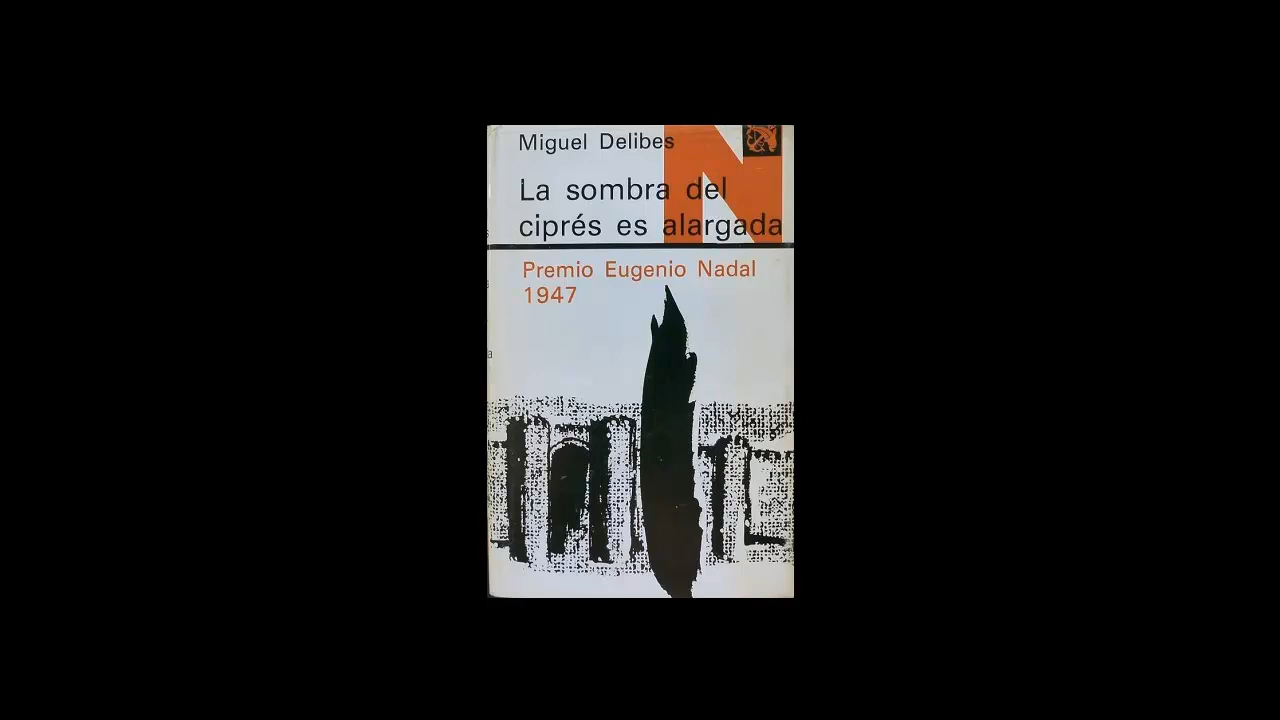 Miguel Delibes
La sombra del
ciprés es alargada
Premio Eugenio Nadal
1947